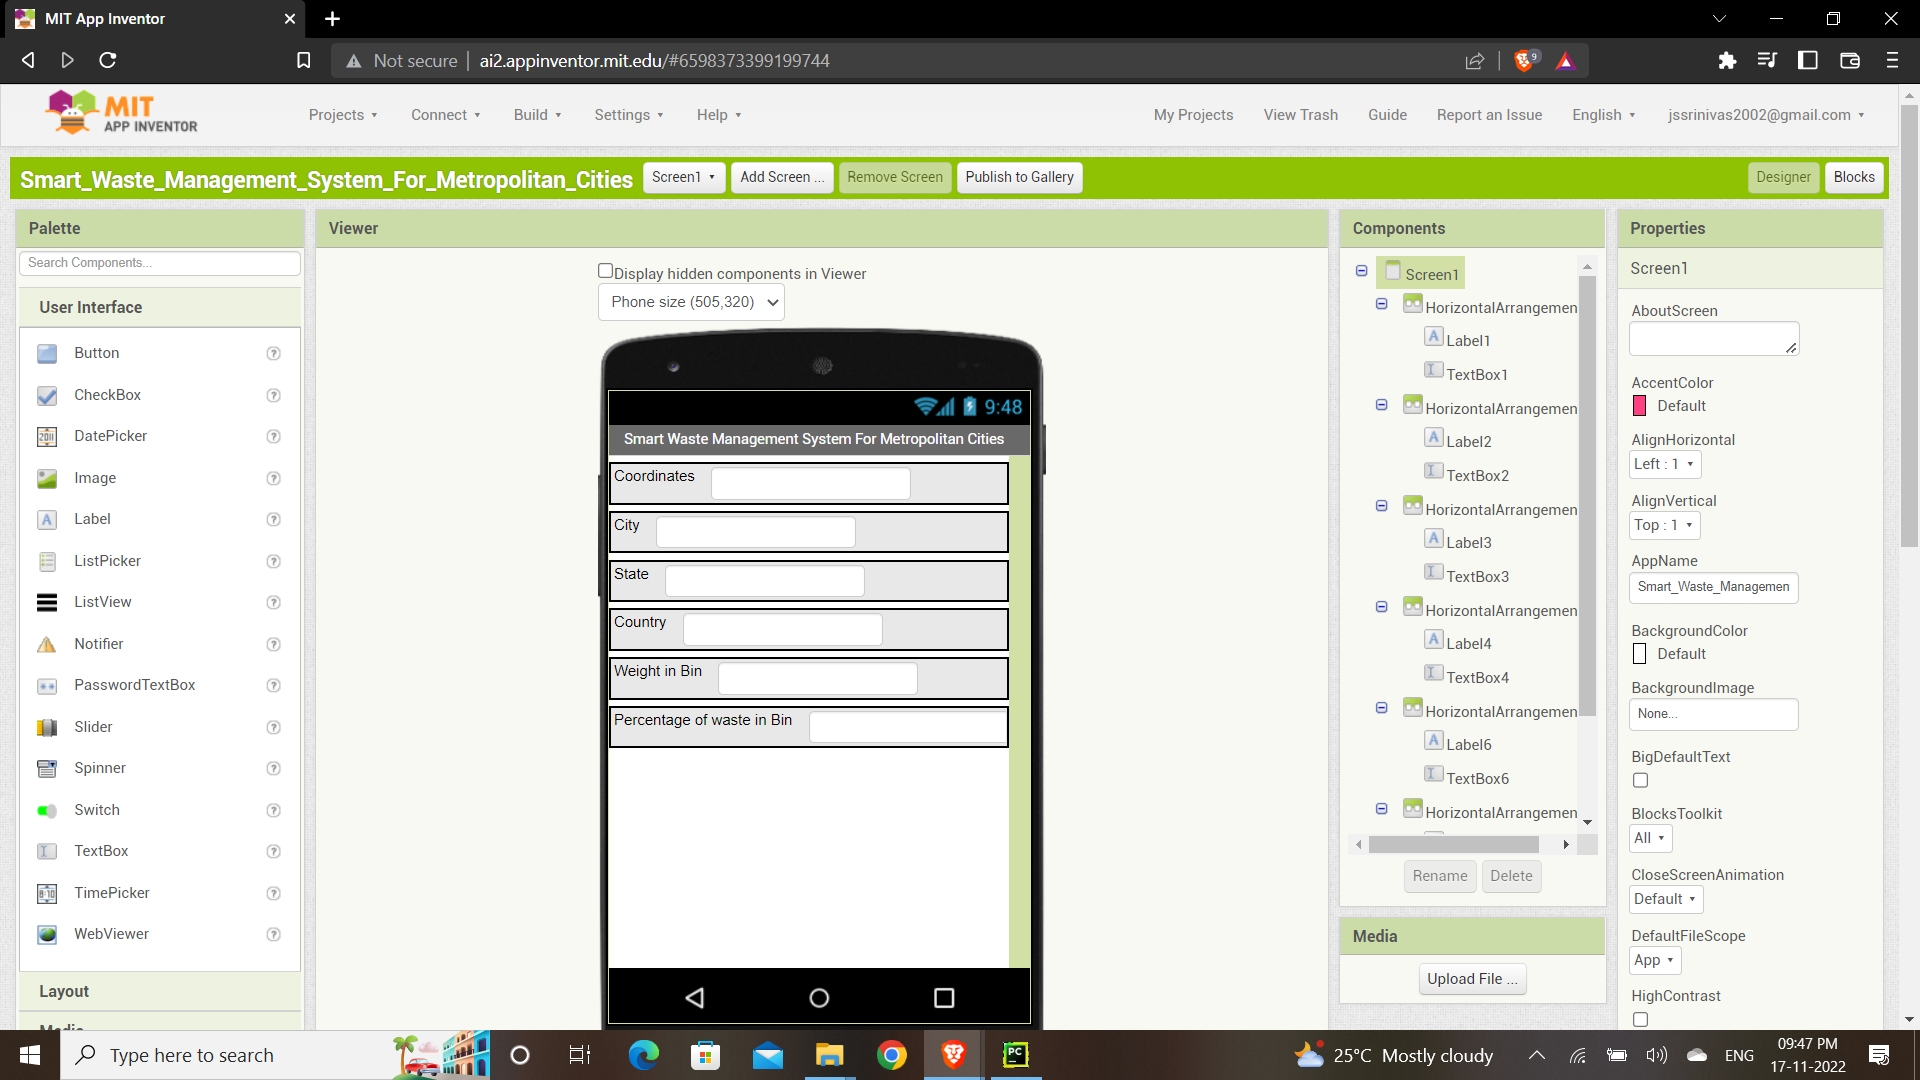 MIT App Inventor
Not secure
ai2.appinventor.mit.edu/#6598373399199744
9
MIT
APP INVENTOR
Projects
Connect
Build
Settings
Help
My Projects
View Trash
Guide
Report an Issue
English
jssrinivas2002@gmail.com
Smart_Waste_Management_System_For_Metropolitan_Cities
Screen1
Add Screen ...
Remove Screen
Publish to Gallery
Designer
Blocks
Palette
Search Components...
User Interface
Button ?
CheckBox ?
DatePicker ?
Image ?
Label ?
ListPicker ?
ListView ?
Notifier ?
PasswordTextBox ?
Slider ?
Spinner ?
Switch ?
TextBox ?
TimePicker ?
WebViewer ?
Layout
Media
Viewer
Display hidden components in Viewer
Phone size (505,320)
9:48
Smart Waste Management System For Metropolitan Cities
Coordinates
City
State
Country
Weight in Bin
Percentage of waste in Bin
Components
Screen1
HorizontalArrangemen
Label1
TextBox1
HorizontalArrangemen
Label2
TextBox2
HorizontalArrangemen
Label3
TextBox3
HorizontalArrangemen
Label4
TextBox4
HorizontalArrangemen
Label6
TextBox6
HorizontalArrangemen
Rename
Delete
Media
Upload File ...
Properties
Screen1
AboutScreen
AccentColor
Default
AlignHorizontal
Left : 1
AlignVertical
Top : 1
AppName
Smart_Waste_Managemen
BackgroundColor
Default
BackgroundImage
None...
BigDefaultText
BlocksToolkit
All
CloseScreenAnimation
Default
DefaultFileScope
App
HighContrast
Type here to search
PC
25°C Mostly cloudy
ENG
09:47 PM
17-11-2022